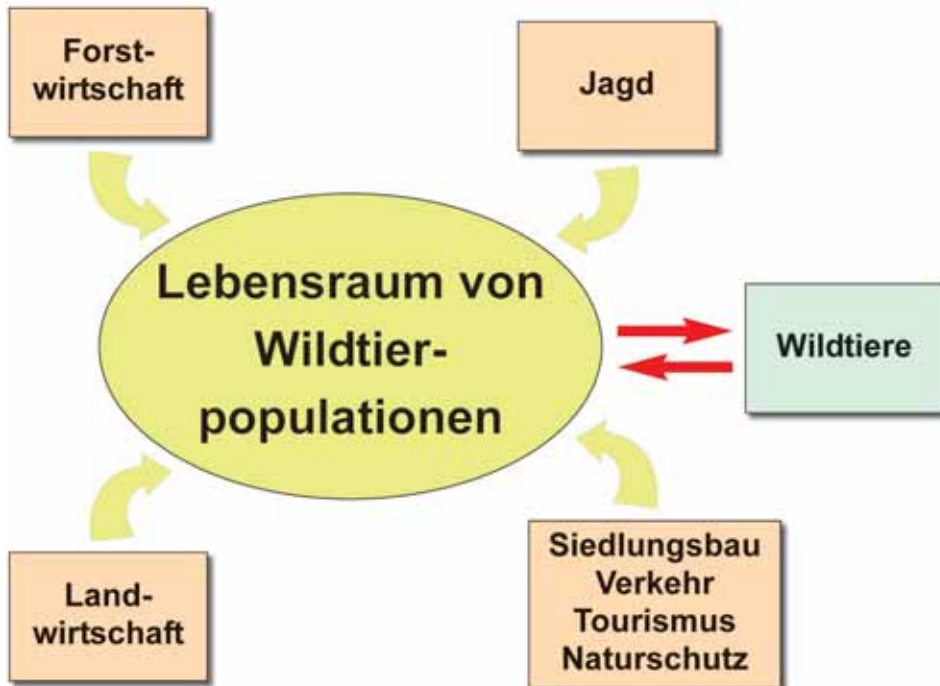 Forst-
wirtschaft
Jagd
Lebensraum von
Wildtier-
populationen
Wildtiere
Land-
wirtschaft
Siedlungsbau
Verkehr
Tourismus
Naturschutz